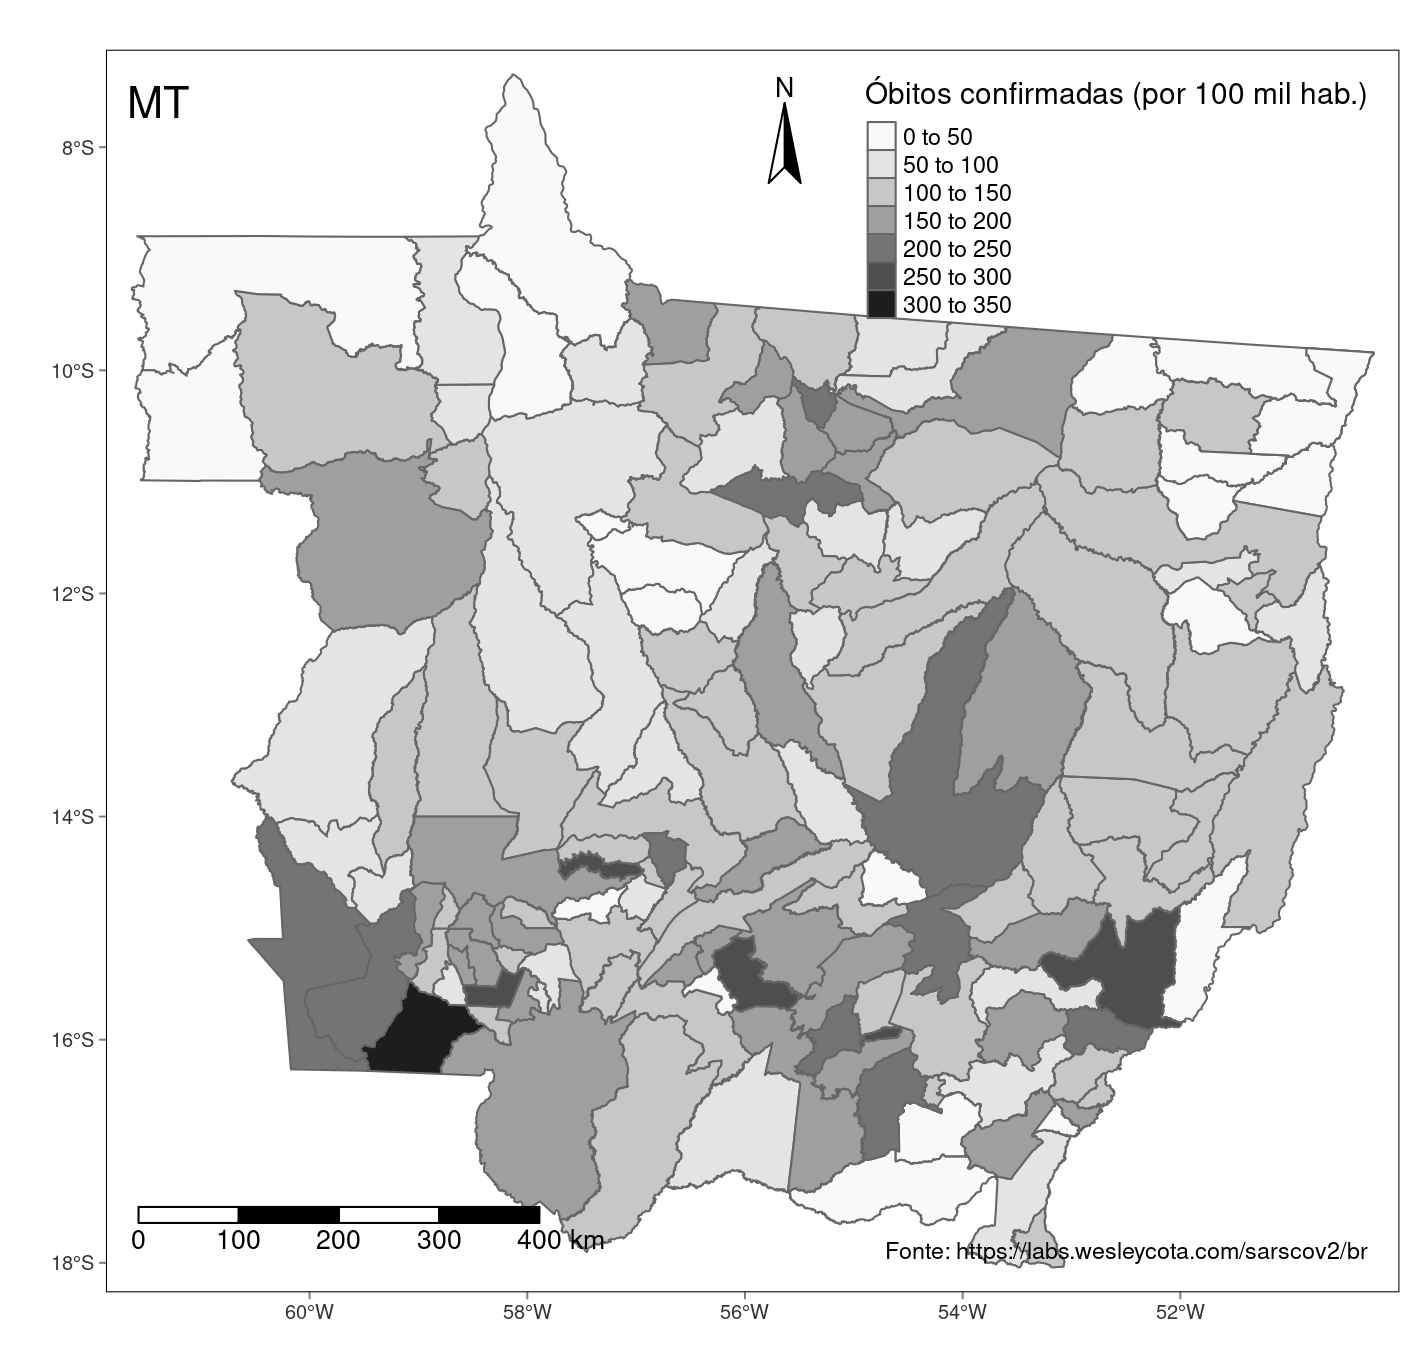 MT
N
Óbitos confirmadas (por 100 mil hab.)
0 to 50
50 to 100
100 to 150
150 to 200
200 to 250
250 to 300
300 to 350
8°S
10°S
12°S
14°S
16°S
18°S
0 100 200 300 400 km
Fonte: https://labs.wesleycota.com/sarscov2/br
60°W 58°W 56°W 54°W 52°W